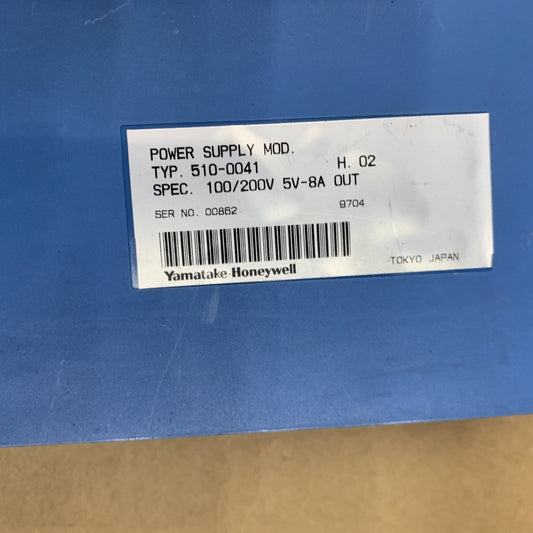 POWER SUPPLY MOD.
TYP. 510-0041 H. 02
SPEC. 100/200V 5V-8A OUT
SER NO. 00862 9704
Yamatake-Honeywell TOKYO JAPAN